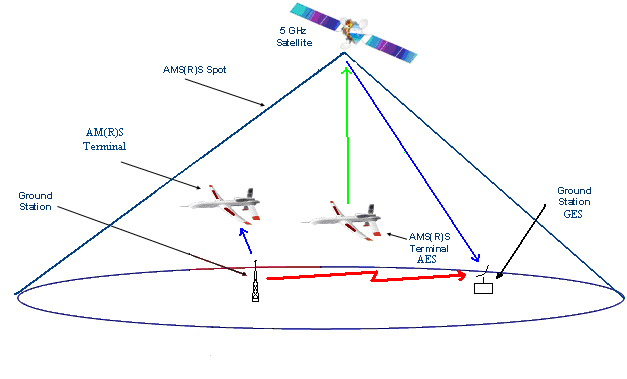 5 GHz
Satellite
AMS(R)S Spot
AM(R)S
Terminal
Ground
Station
Ground
Station
GES
AMS(R)S
Terminal
AES